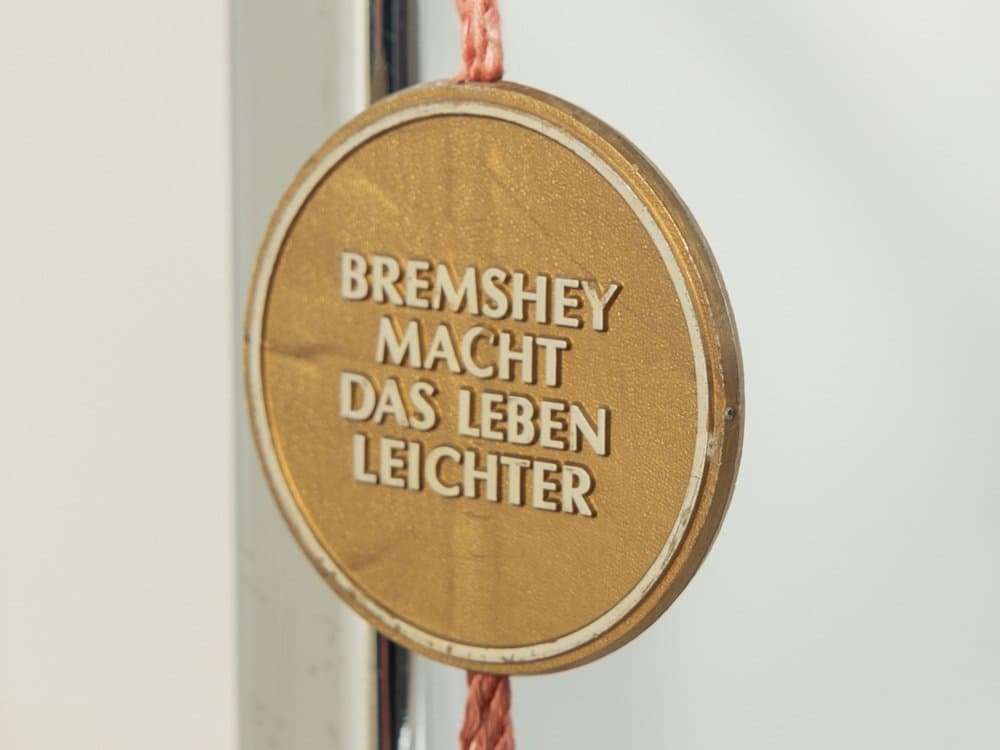 BREMSHEY
MACHT
DAS LEBEN
LEICHTER